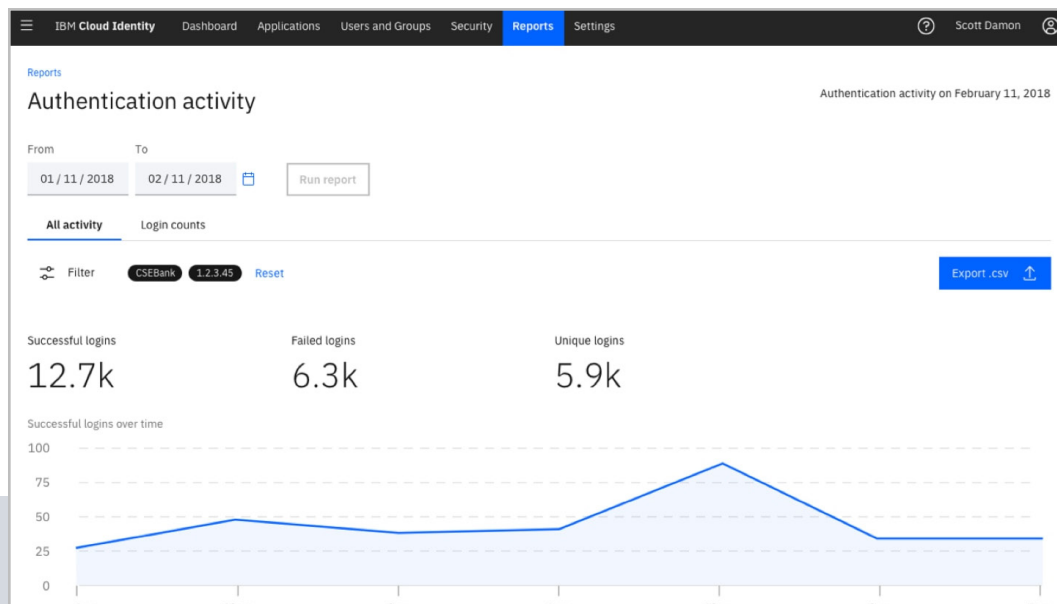 IBM Cloud Identity Dashboard Applications Users and Groups Security Reports Settings Scott Damon
Reports
Authentication activity
Authentication activity on February 11, 2018
From To
01 / 11 / 2018 02 / 11 / 2018 Run report
All activity Login counts
Filter CSEBank 1.2.3.45 Reset Export .csv
Successful logins Failed logins Unique logins
12.7k 6.3k 5.9k
Successful logins over time
100
75
50
25
0